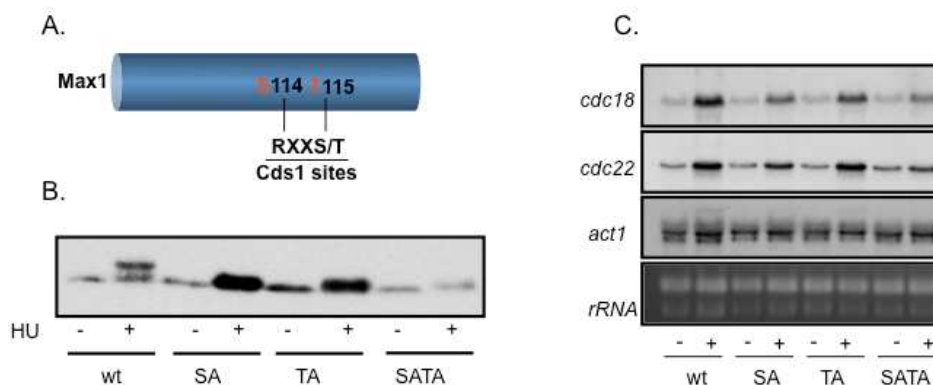 A.
Max1
S114 T115
RXXS/T
Cds1 sites
B.
HU - + - + - + - +
wt SA TA SATA
C.
cdc18
cdc22
act1
rRNA
- + - + - + - +
wt SA TA SATA